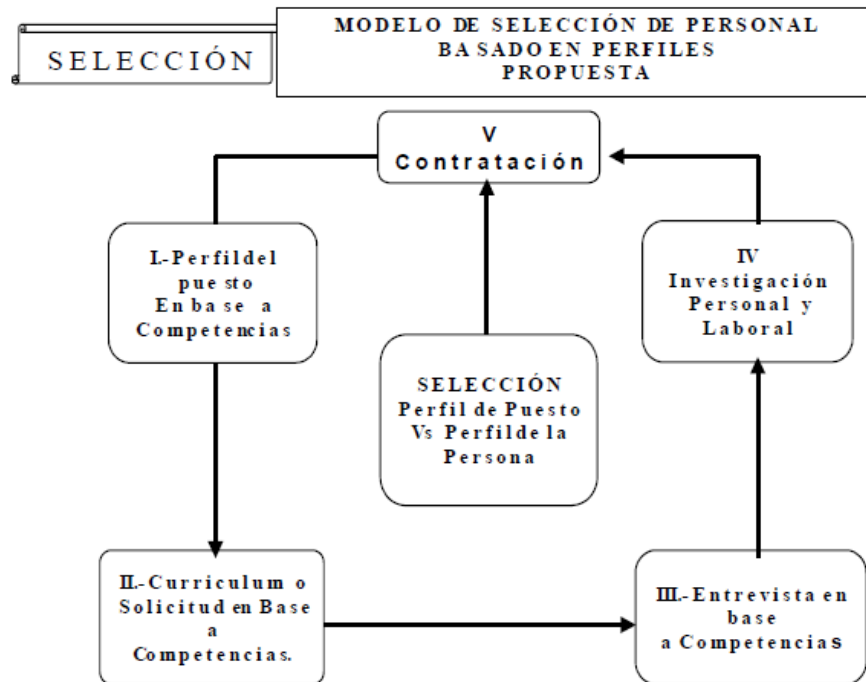 SELECCIÓN
MODELO DE SELECCIÓN DE PERSONAL
BASADO EN PERFILES
PROPUESTA
V
Contratación
I.-Perfildel
puesto
En base a
Competencias
IV
Investigación
Personal y
Laboral
SELECCIÓN
Perfil de Puesto
Vs Perfilde la
Persona
II.-Curriculum o
Solicitud en Base
a
Competencias.
III.-Entrevista en
base
a Competencias